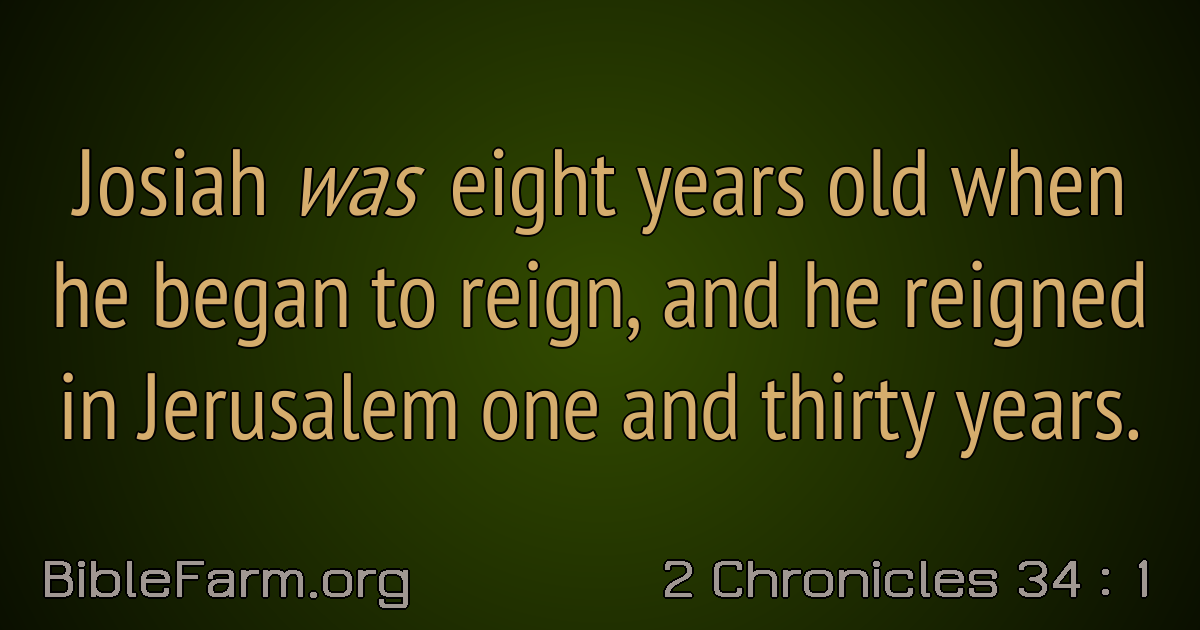 Josiah was eight years old when
he began to reign, and he reigned
in Jerusalem one and thirty years.
BibleFarm.org
2 Chronicles 34 : 1